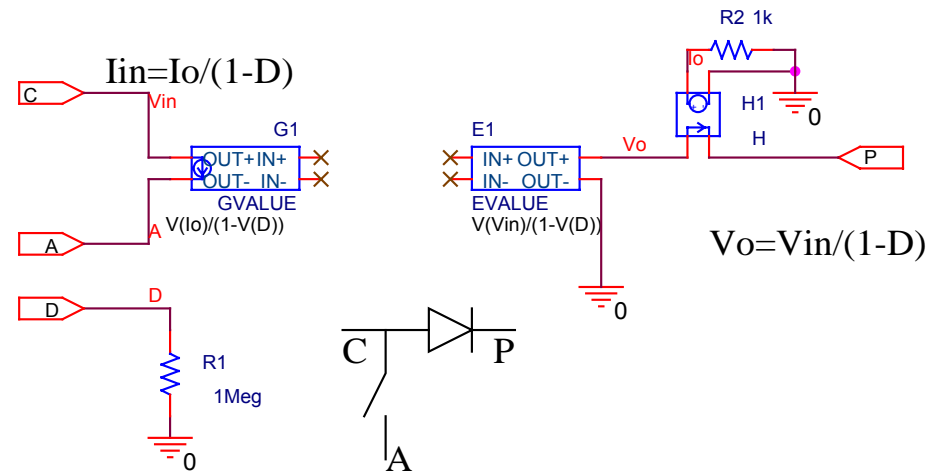 R2 1k
Iin=Io/(1-D)
Io
C
Vin
H1
0
G1
E1
H
Vo
OUT+ IN+
IN+ OUT+
P
OUT- IN-
IN- OUT-
GVALUE
EVALUE
V(Io)/(1-V(D))
V(Vin)/(1-V(D))
A
A
Vo=Vin/(1-D)
D
D
0
C
P
R1
1Meg
0
A